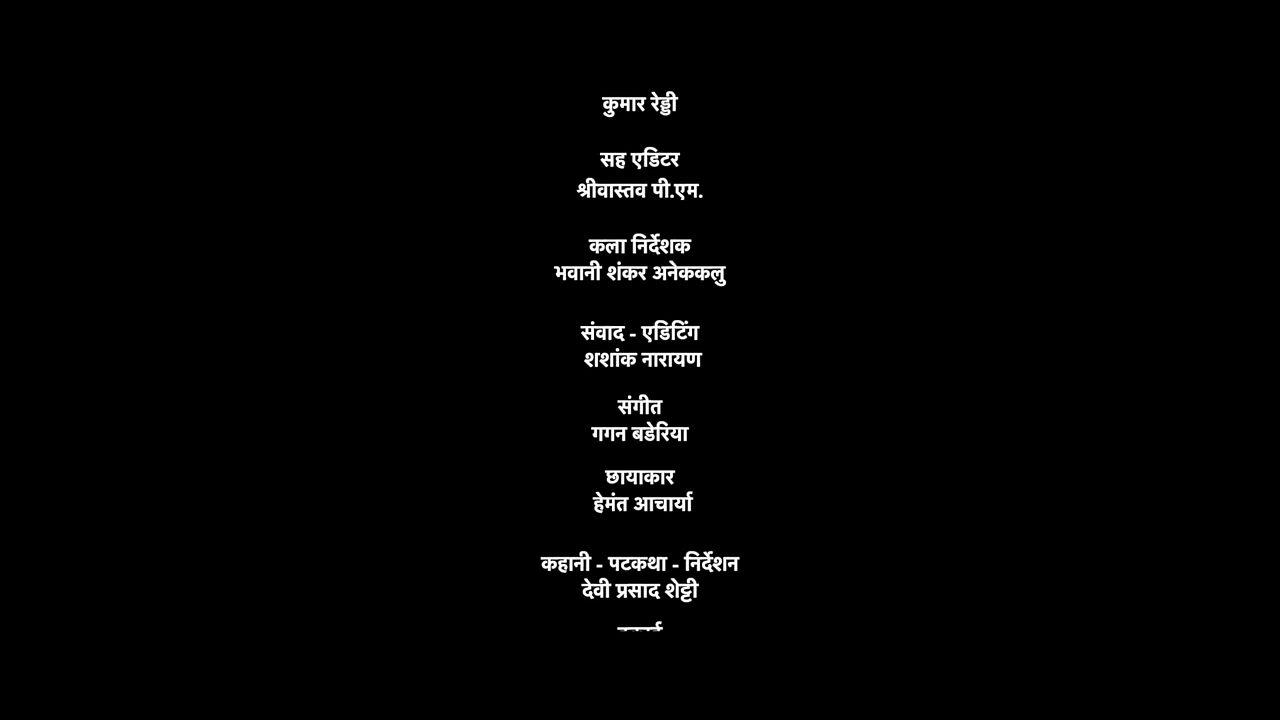 कुमार रेड्डी
सह एडिटर
श्रीवास्तव पी.एम.
कला निर्देशक
भवानी शंकर अनेककलु
संवाद - एडिटिंग
शशांक नारायण
संगीत
गगन बडेरिया
छायाकार
हेमंत आचार्या
कहानी - पटकथा - निर्देशन
देवी प्रसाद शेट्टी